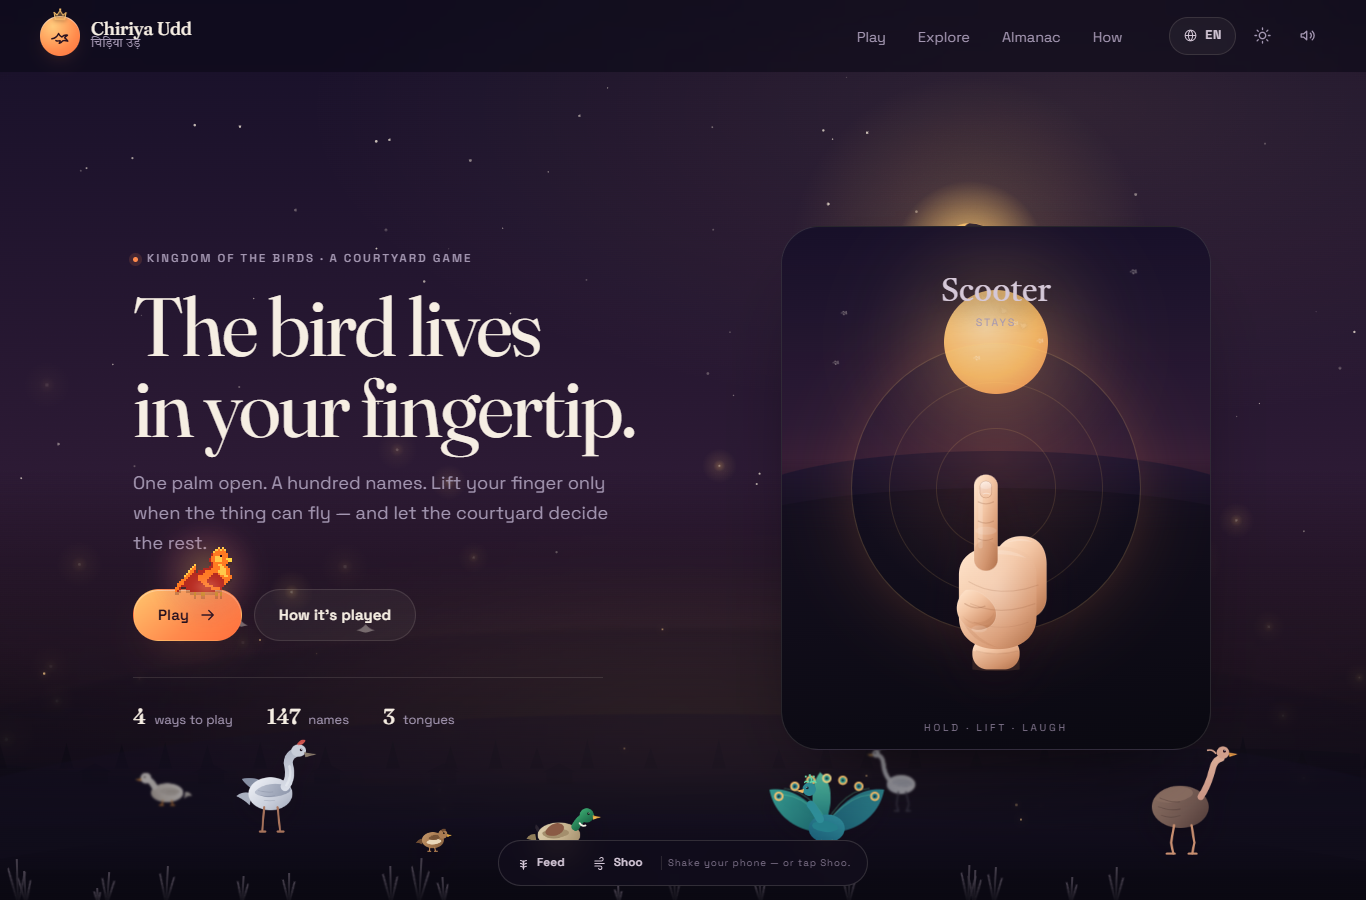 Chiriya Udd
चिड़िया उड़
Play
Explore
Almanac
How
EN
KINGDOM OF THE BIRDS · A COURTYARD GAME
The bird lives
in your fingertip.
One palm open. A hundred names. Lift your finger only
when the thing can fly — and let the courtyard decide
the rest.
Play →
How it's played
4 ways to play
147 names
3 tongues
Scooter
STAYS
HOLD · LIFT · LAUGH
Feed
Shoo
Shake your phone — or tap Shoo.